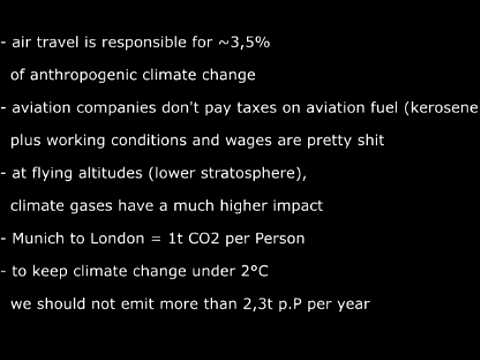 - air travel is responsible for ~3,5%
of anthropogenic climate change
- aviation companies don't pay taxes on aviation fuel (kerosene
plus working conditions and wages are pretty shit
- at flying altitudes (lower stratosphere),
climate gases have a much higher impact
- Munich to London = 1t CO2 per Person
- to keep climate change under 2°C
we should not emit more than 2,3t p.P per year